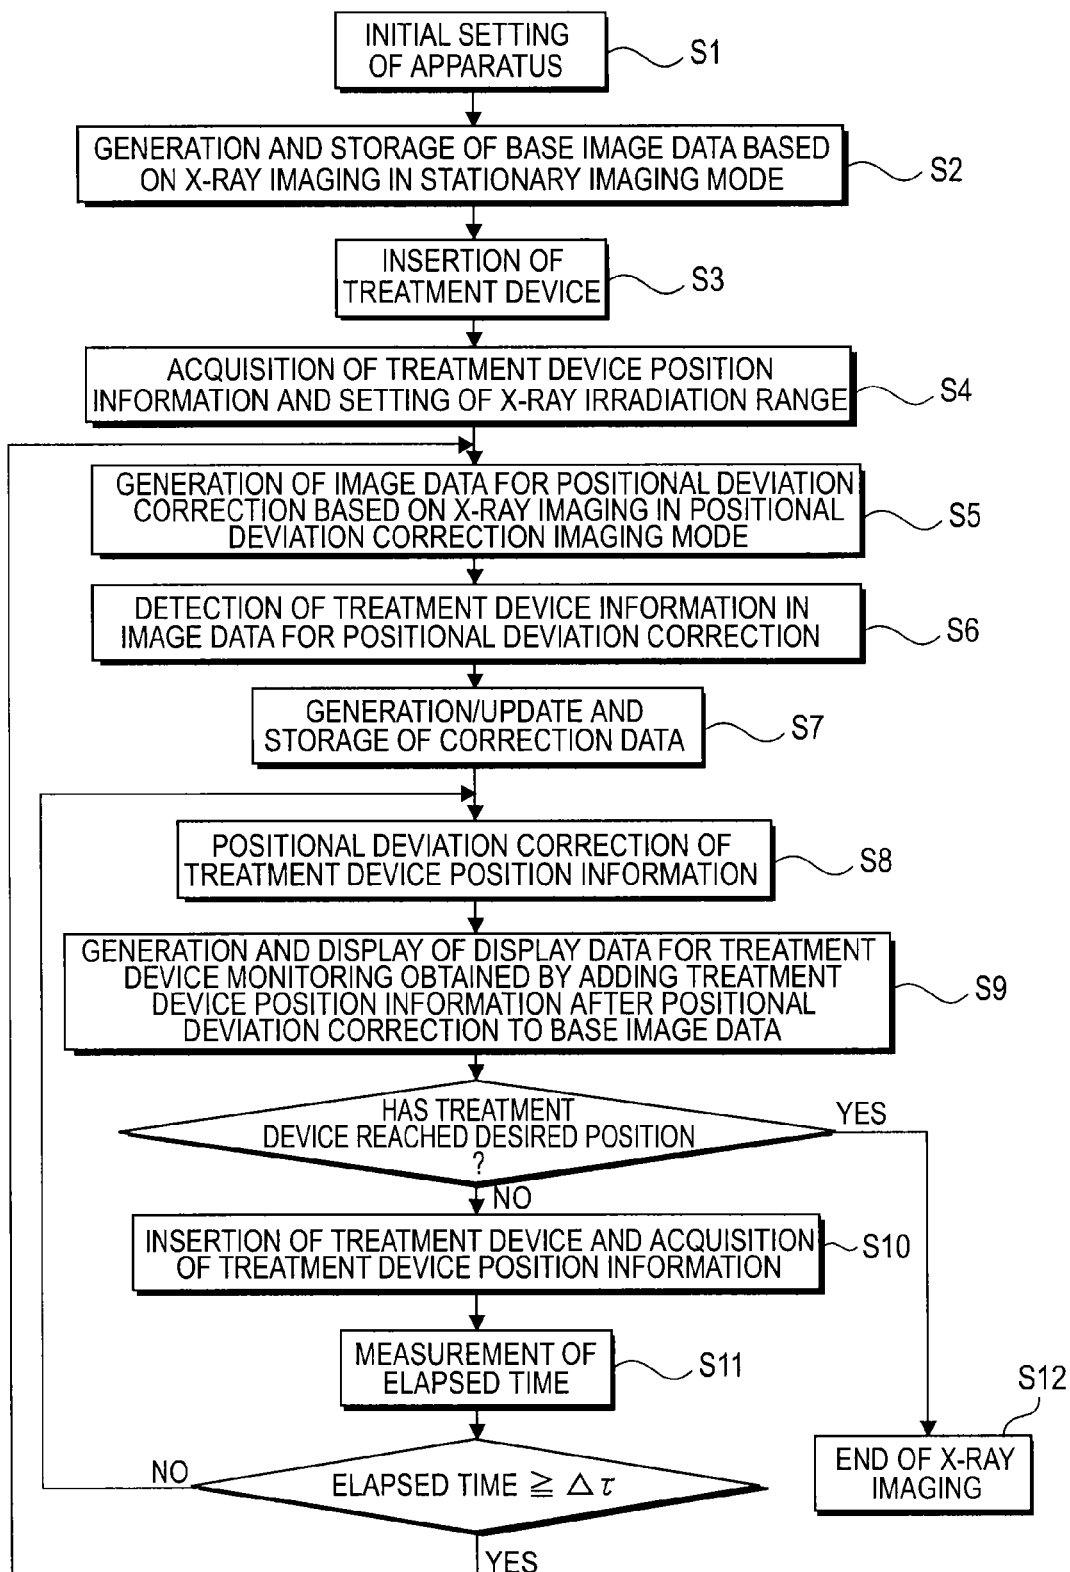 INITIAL SETTING
OF APPARATUS
S1
GENERATION AND STORAGE OF BASE IMAGE DATA BASED
ON X-RAY IMAGING IN STATIONARY IMAGING MODE
S2
INSERTION OF
TREATMENT DEVICE
S3
ACQUISITION OF TREATMENT DEVICE POSITION
INFORMATION AND SETTING OF X-RAY IRRADIATION RANGE
S4
GENERATION OF IMAGE DATA FOR POSITIONAL DEVIATION
CORRECTION BASED ON X-RAY IMAGING IN POSITIONAL
DEVIATION CORRECTION IMAGING MODE
S5
DETECTION OF TREATMENT DEVICE INFORMATION IN
IMAGE DATA FOR POSITIONAL DEVIATION CORRECTION
S6
GENERATION/UPDATE AND
STORAGE OF CORRECTION DATA
S7
POSITIONAL DEVIATION CORRECTION OF
TREATMENT DEVICE POSITION INFORMATION
S8
GENERATION AND DISPLAY OF DISPLAY DATA FOR TREATMENT
DEVICE MONITORING OBTAINED BY ADDING TREATMENT
DEVICE POSITION INFORMATION AFTER POSITIONAL
DEVIATION CORRECTION TO BASE IMAGE DATA
S9
HAS TREATMENT
DEVICE REACHED DESIRED POSITION
?
YES
NO
INSERTION OF TREATMENT DEVICE AND ACQUISITION
OF TREATMENT DEVICE POSITION INFORMATION
S10
MEASUREMENT OF
ELAPSED TIME
S11
S12
END OF X-RAY
IMAGING
NO
ELAPSED TIME ≧ Δτ
YES